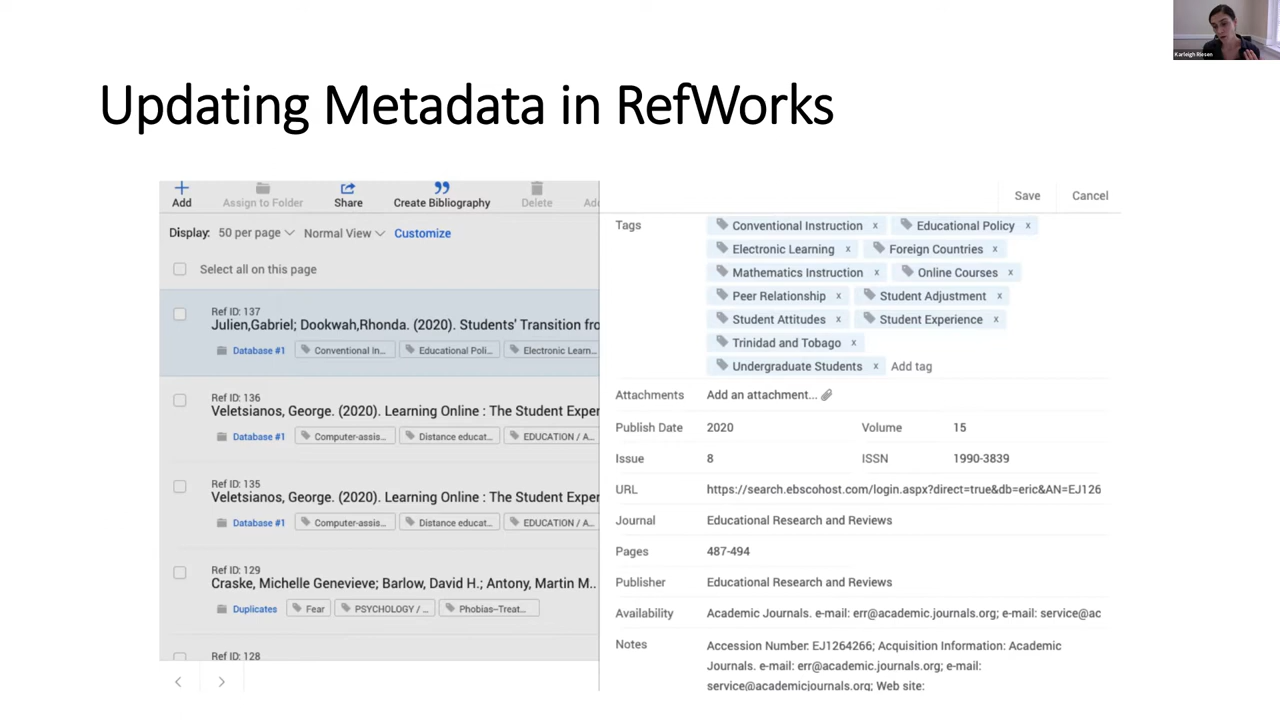 Karleigh Riesen
Updating Metadata in RefWorks
Add
Assign to Folder
Share
Create Bibliography
Delete
Display: 50 per page Normal View Customize
Select all on this page
Ref ID: 137
Julien,Gabriel; Dookwah,Rhonda. (2020). Students' Transition fro
Database #1 Conventional In... Educational Poli... Electronic Learn...
Ref ID: 136
Veletsianos, George. (2020). Learning Online : The Student Exper
Database #1 Computer-assis... Distance educat... EDUCATION / A...
Ref ID: 135
Veletsianos, George. (2020). Learning Online : The Student Exper
Database #1 Computer-assis... Distance educat... EDUCATION / A...
Ref ID: 129
Craske, Michelle Genevieve; Barlow, David H.; Antony, Martin M..
Duplicates Fear PSYCHOLOGY / ... Phobias--Treat...
Ref ID: 128
Save Cancel
Tags
Conventional Instruction x Educational Policy x
Electronic Learning x Foreign Countries x
Mathematics Instruction x Online Courses x
Peer Relationship x Student Adjustment x
Student Attitudes x Student Experience x
Trinidad and Tobago x
Undergraduate Students x Add tag
Attachments Add an attachment...
Publish Date 2020 Volume 15
Issue 8 ISSN 1990-3839
URL https://search.ebscohost.com/login.aspx?direct=true&db=eric&AN=EJ126
Journal Educational Research and Reviews
Pages 487-494
Publisher Educational Research and Reviews
Availability Academic Journals. e-mail: err@academic.journals.org; e-mail: service@ac
Notes Accession Number: EJ1264266; Acquisition Information: Academic
Journals. e-mail: err@academic.journals.org; e-mail:
service@academicjournals.org; Web site: